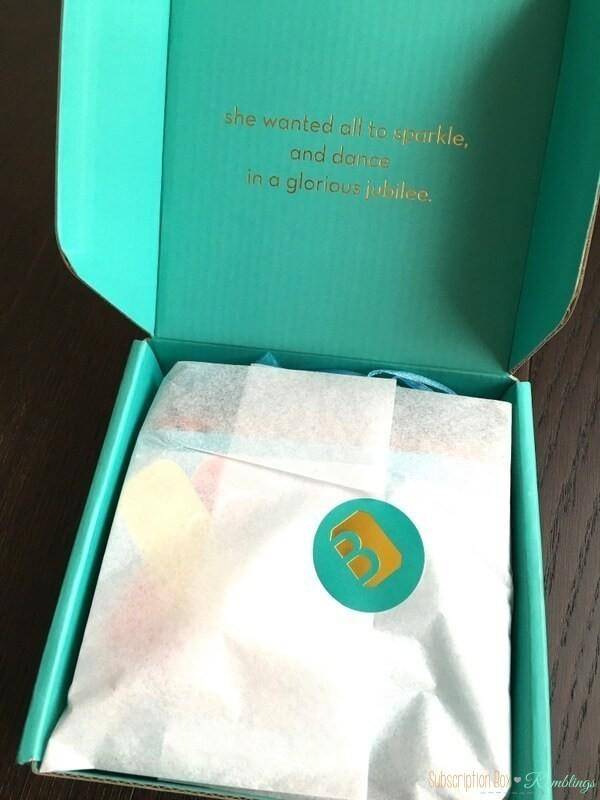 she wanted all to sparkle,
and dance
in a glorious jubilee.
B
Subscription Box ♥ Ramblings